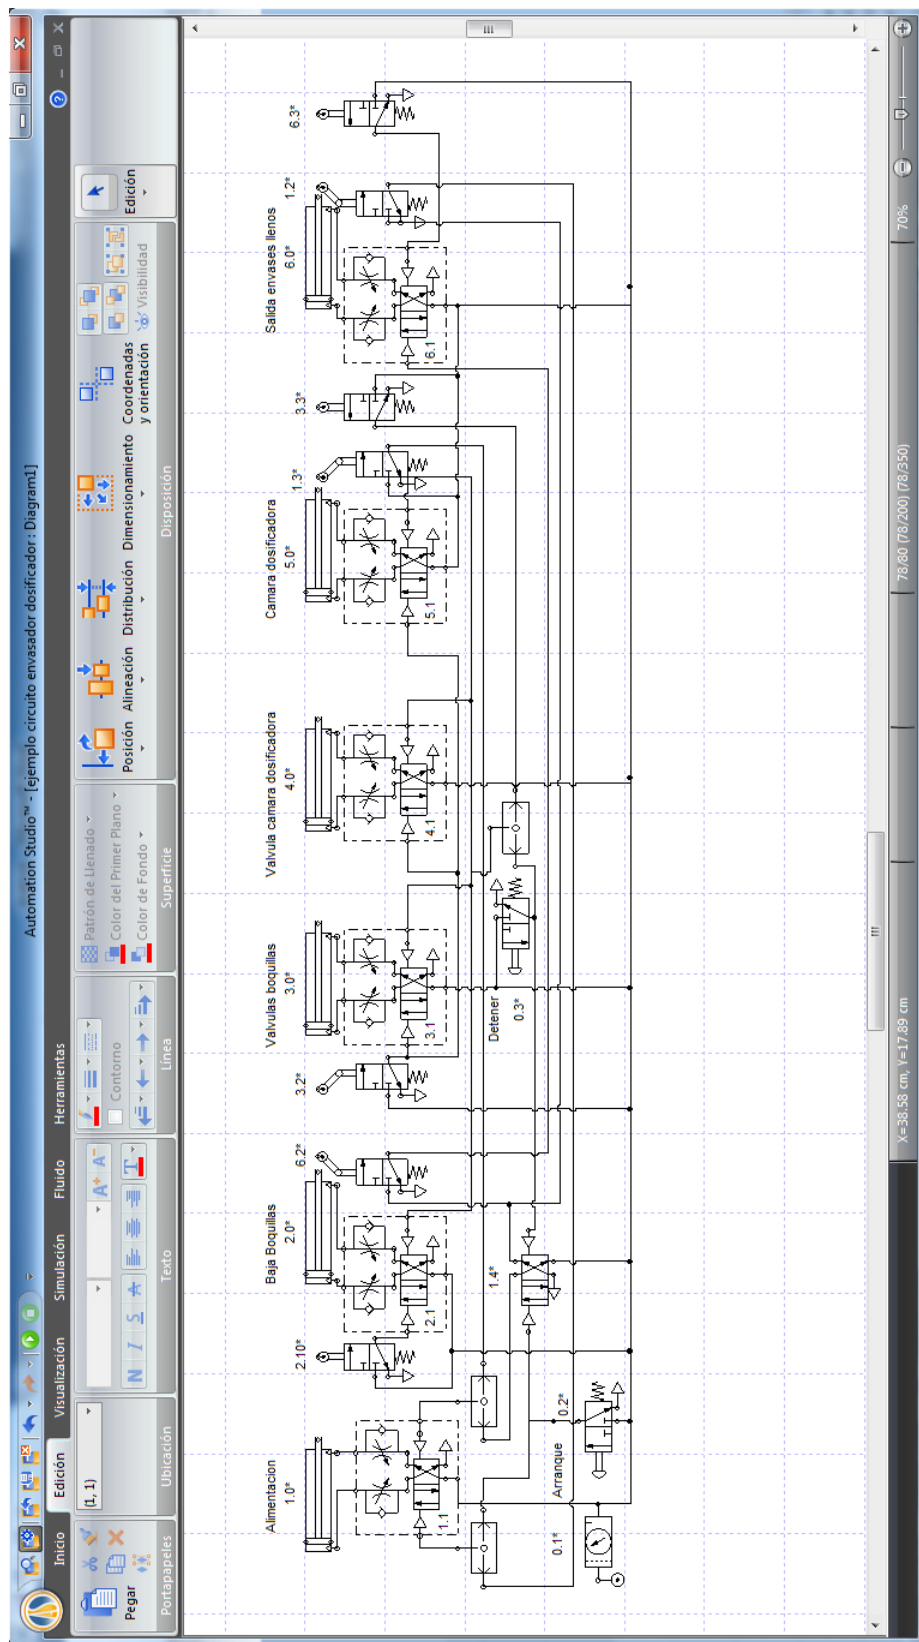 Automation Studio™ - [ejemplo circuito envasador dosificador : Diagram1]
Inicio
Edición
Visualización
Simulación
Fluido
Herramientas
Pegar
Portapapeles
(1, 1)
Ubicación
A+ A-
N I S A T
Texto
Contorno
Línea
Patrón de Llenado
Color del Primer Plano
Color de Fondo
Superficie
Posición
Alineación
Distribución
Dimensionamiento
Coordenadas
y orientación
Visibilidad
Disposición
Edición
Alimentacion
1.0*
2.10*
Baja Boquillas
2.0*
6.2*
3.2*
Valvulas boquillas
3.0*
Valvula camara dosificadora
4.0*
Camara dosificadora
5.0*
1.3*
3.3*
Salida envases llenos
6.0*
1.2*
6.3*
1.1
2.1
3.1
4.1
5.1
6.1
1.4*
Detener
0.3*
Arranque
0.2*
0.1*
X=38.58 cm, Y=17.89 cm
78/80 (78/200) (78/350)
70%